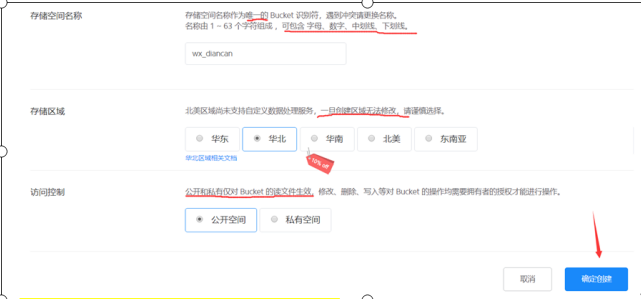 存储空间名称
存储空间名称作为唯一的 Bucket 识别符，遇到冲突请更换名称。
名称由 1 ~ 63 个字符组成 ，可包含 字母、数字、中划线、下划线。
wx_diancan
存储区域
北美区域尚未支持自定义数据处理服务，一旦创建区域无法修改，请谨慎选择。
华东 华北 华南 北美 东南亚
华北区域相关文档
10% off
访问控制
公开和私有仅对 Bucket 的读文件生效，修改、删除、写入等对 Bucket 的操作均需要拥有者的授权才能进行操作。
公开空间 私有空间
取消 确定创建